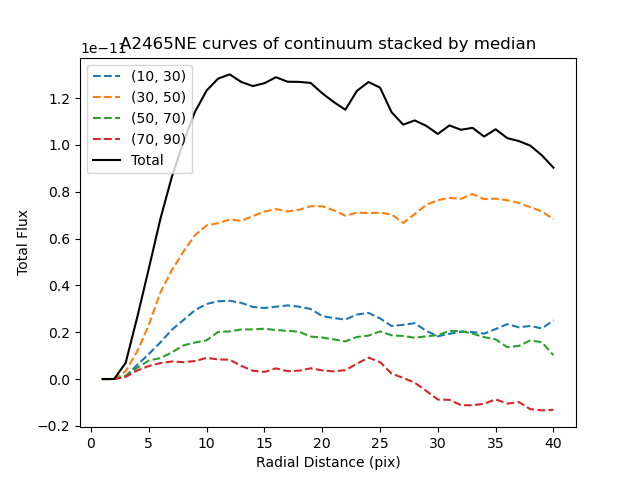 A2465NE curves of continuum stacked by median
1e−11
(10, 30)
(30, 50)
(50, 70)
(70, 90)
Total
1.2
1.0
0.8
0.6
0.4
0.2
0.0
−0.2
Total Flux
0 5 10 15 20 25 30 35 40
Radial Distance (pix)